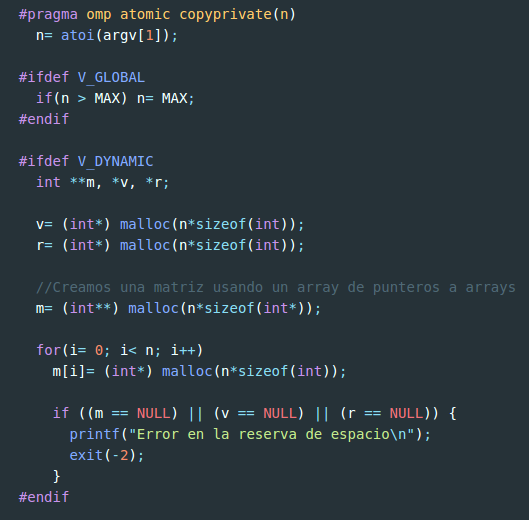 #pragma omp atomic copyprivate(n)
n= atoi(argv[1]);
#ifdef V_GLOBAL
if(n > MAX) n= MAX;
#endif
#ifdef V_DYNAMIC
int **m, *v, *r;
v= (int*) malloc(n*sizeof(int));
r= (int*) malloc(n*sizeof(int));
//Creamos una matriz usando un array de punteros a arrays
m= (int**) malloc(n*sizeof(int*));
for(i= 0; i< n; i++)
m[i]= (int*) malloc(n*sizeof(int));
if ((m == NULL) || (v == NULL) || (r == NULL)) {
printf("Error en la reserva de espacio\n");
exit(-2);
}
#endif